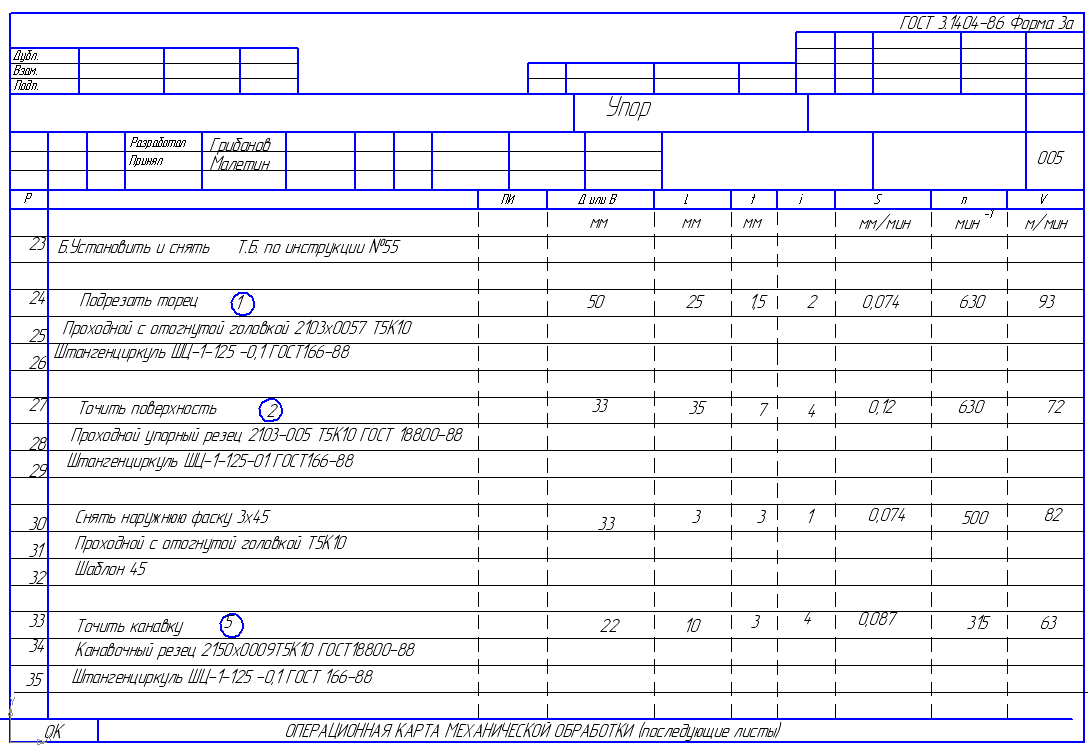 ГОСТ 3.1404-86 Форма 3а
Дубл.
Взам.
Подп.
Упор
Разработал Грибанов
Принял Малетин
005
Р ПИ Д или В L t i S n V
мм мм мм мм/мин мин⁻¹ м/мин
23 Б.Установить и снять Т.Б. по инструкции №55
24 Подрезать торец 1 50 25 1,5 2 0,074 630 93
25 Проходной с отогнутой головкой 2103х0057 Т5К10
26 Штангенциркуль ШЦ-1-125 -0,1 ГОСТ166-88
27 Точить поверхность 2 33 35 7 4 0,12 630 72
28 Проходной упорный резец 2103-005 Т5К10 ГОСТ 18800-88
29 Штангенциркуль ШЦ-1-125-01 ГОСТ166-88
30 Снять наружнюю фаску 3х45 33 3 3 1 0,074 500 82
31 Проходной с отогнутой головкой Т5К10
32 Шаблон 45
33 Точить канавку 5 22 10 3 4 0,087 315 63
34 Канавочный резец 2150х0009Т5К10 ГОСТ18800-88
35 Штангенциркуль ШЦ-1-125 -0,1 ГОСТ 166-88
ОК ОПЕРАЦИОННАЯ КАРТА МЕХАНИЧЕСКОЙ ОБРАБОТКИ (последующие листы)